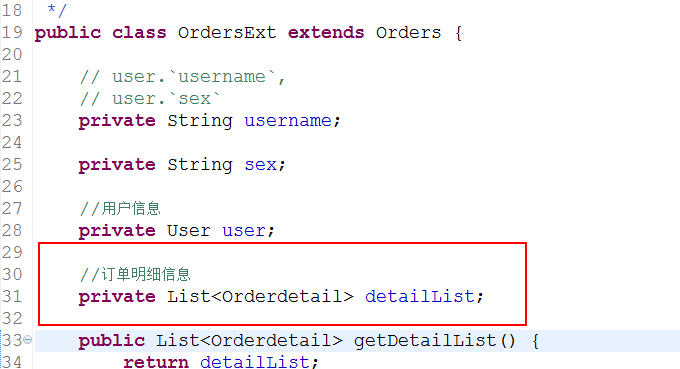 18 */
19 public class OrdersExt extends Orders {
20
21 // user.`username`,
22 // user.`sex`
23 private String username;
24
25 private String sex;
26
27 //用户信息
28 private User user;
29
30 //订单明细信息
31 private List<Orderdetail> detailList;
32
33 public List<Orderdetail> getDetailList() {
34 return detailList;